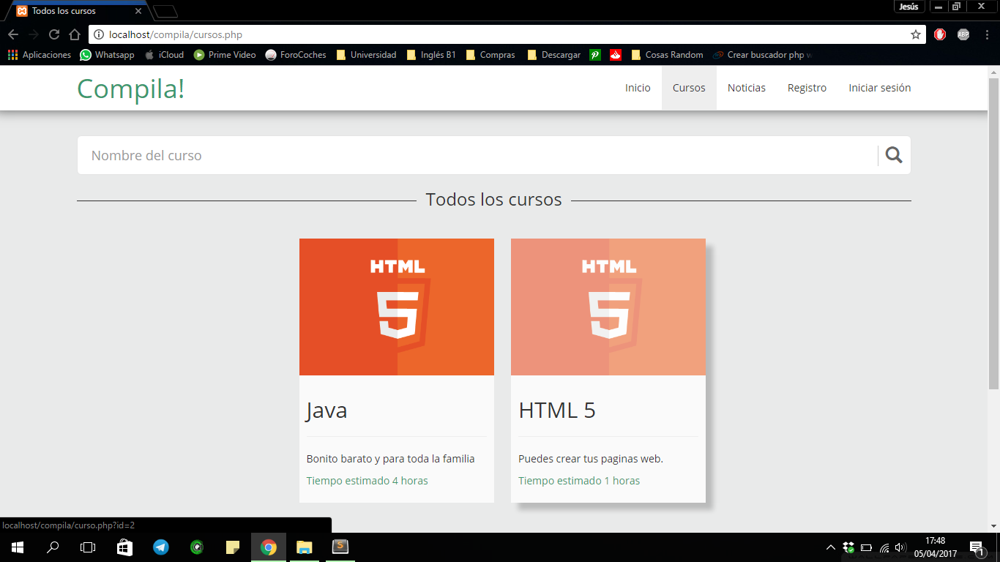 Todos los cursos
Jesús
localhost/compila/cursos.php
ABP
Aplicaciones Whatsapp iCloud Prime Video ForoCoches Universidad Inglés B1 Compras Descargar Cosas Random Crear buscador php
Compila! Inicio Cursos Noticias Registro Iniciar sesión
Nombre del curso
Todos los cursos
HTML HTML
5 5
Java HTML 5
Bonito barato y para toda la familia Puedes crear tus paginas web.
Tiempo estimado 4 horas Tiempo estimado 1 horas
localhost/compila/curso.php?id=2
17:48
05/04/2017
1